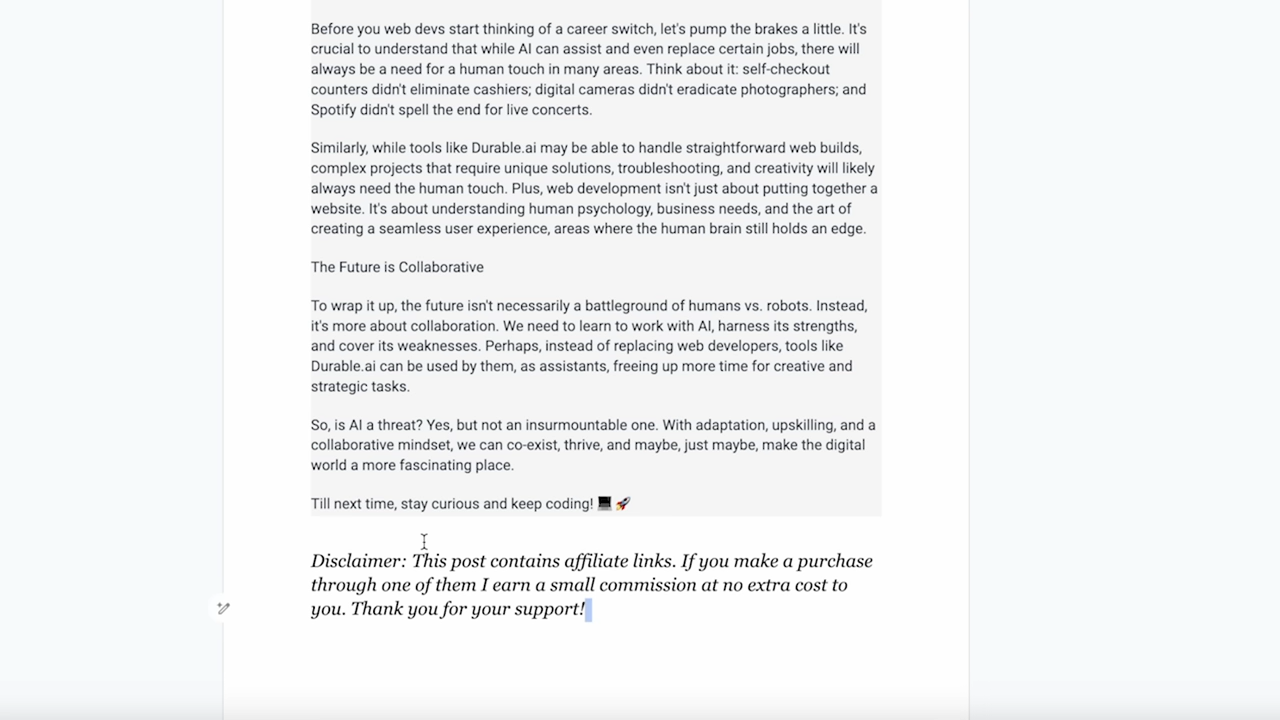 Before you web devs start thinking of a career switch, let's pump the brakes a little. It's
crucial to understand that while AI can assist and even replace certain jobs, there will
always be a need for a human touch in many areas. Think about it: self-checkout
counters didn't eliminate cashiers; digital cameras didn't eradicate photographers; and
Spotify didn't spell the end for live concerts.
Similarly, while tools like Durable.ai may be able to handle straightforward web builds,
complex projects that require unique solutions, troubleshooting, and creativity will likely
always need the human touch. Plus, web development isn't just about putting together a
website. It's about understanding human psychology, business needs, and the art of
creating a seamless user experience, areas where the human brain still holds an edge.
The Future is Collaborative
To wrap it up, the future isn't necessarily a battleground of humans vs. robots. Instead,
it's more about collaboration. We need to learn to work with AI, harness its strengths,
and cover its weaknesses. Perhaps, instead of replacing web developers, tools like
Durable.ai can be used by them, as assistants, freeing up more time for creative and
strategic tasks.
So, is AI a threat? Yes, but not an insurmountable one. With adaptation, upskilling, and a
collaborative mindset, we can co-exist, thrive, and maybe, just maybe, make the digital
world a more fascinating place.
Till next time, stay curious and keep coding! 💻 🚀
Disclaimer: This post contains affiliate links. If you make a purchase
through one of them I earn a small commission at no extra cost to
you. Thank you for your support!